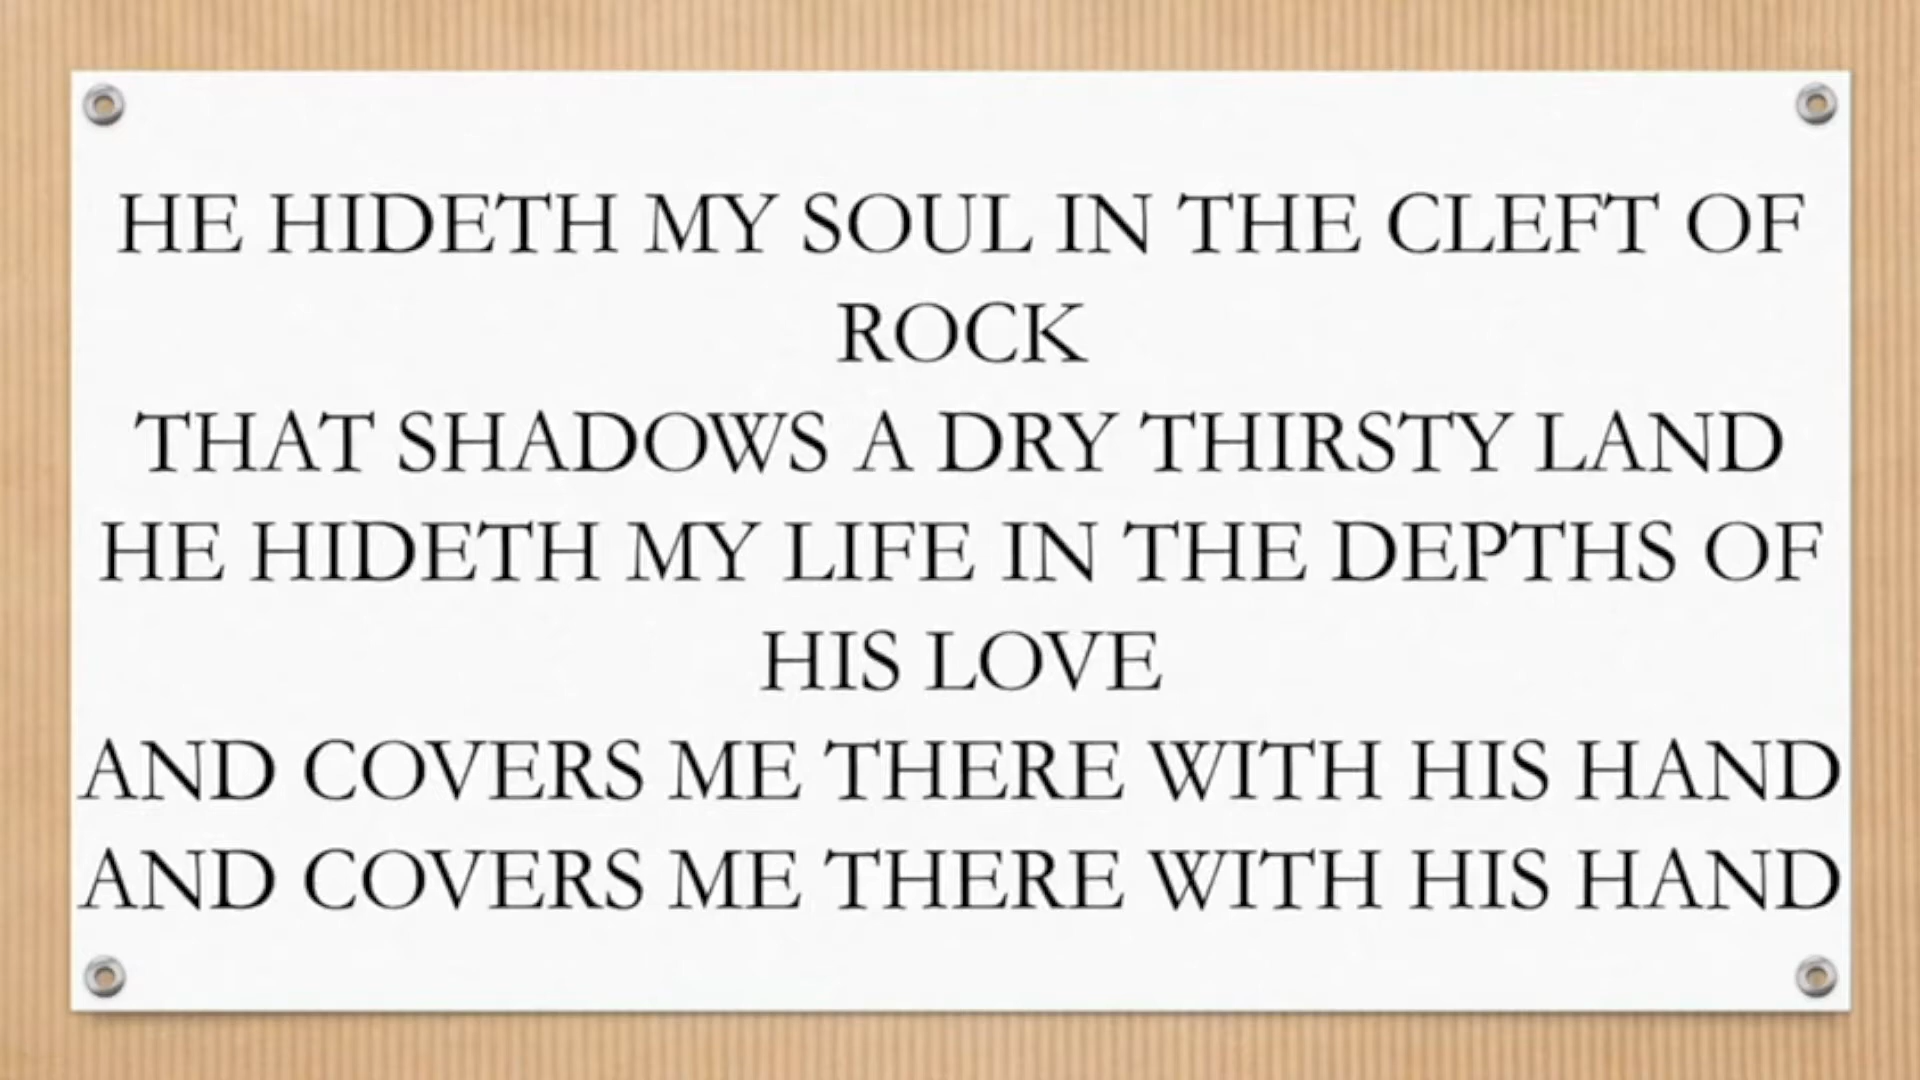 HE HIDETH MY SOUL IN THE CLEFT OF
ROCK
THAT SHADOWS A DRY THIRSTY LAND
HE HIDETH MY LIFE IN THE DEPTHS OF
HIS LOVE
AND COVERS ME THERE WITH HIS HAND
AND COVERS ME THERE WITH HIS HAND